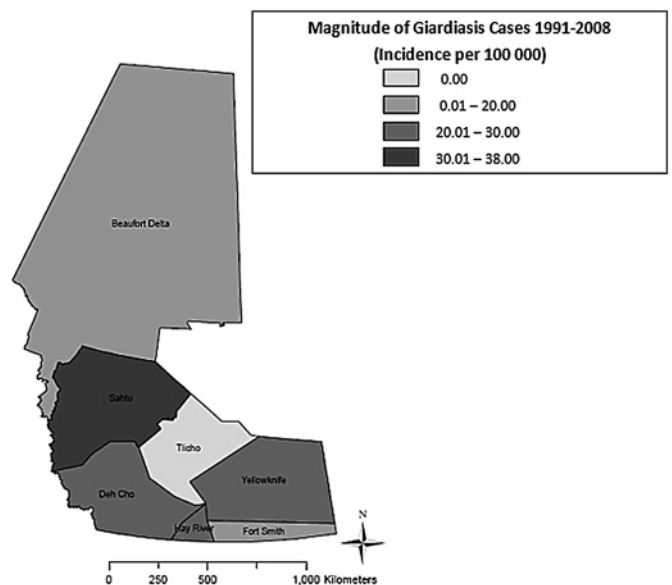 Magnitude of Giardiasis Cases 1991-2008
(Incidence per 100 000)
0.00
0.01 – 20.00
20.01 – 30.00
30.01 – 38.00
Beaufort Delta
Sahtu
Tlicho
Deh Cho
Yellowknife
Hay River
Fort Smith
N
0 250 500 1,000 Kilometers